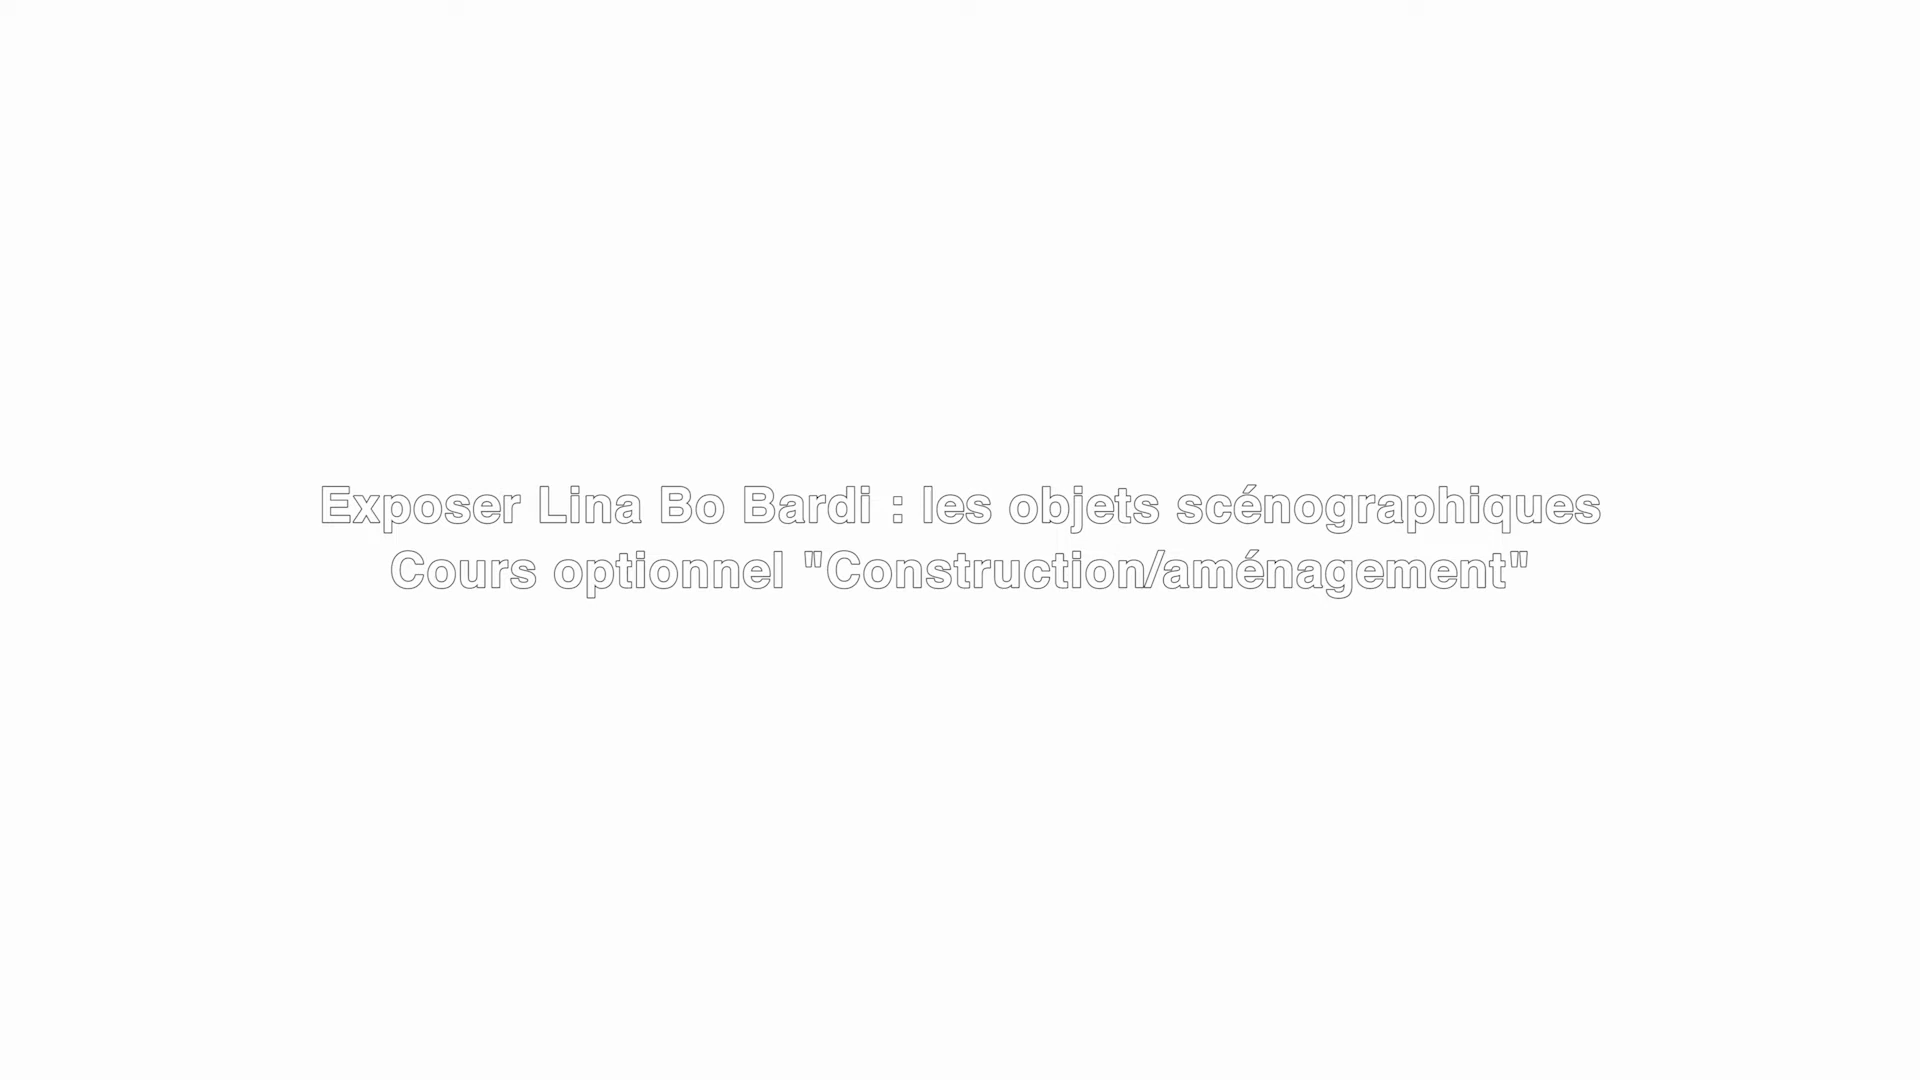 Exposer Lina Bo Bardi : les objets scénographiques
Cours optionnel "Construction/aménagement"